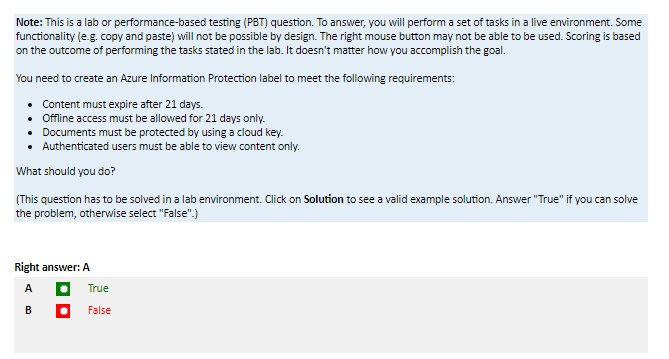 Note: This is a lab or performance-based testing (PBT) question. To answer, you will perform a set of tasks in a live environment. Some
functionality (e.g. copy and paste) will not be possible by design. The right mouse button may not be able to be used. Scoring is based
on the outcome of performing the tasks stated in the lab. It doesn't matter how you accomplish the goal.
You need to create an Azure Information Protection label to meet the following requirements:
• Content must expire after 21 days.
• Offline access must be allowed for 21 days only.
• Documents must be protected by using a cloud key.
• Authenticated users must be able to view content only.
What should you do?
(This question has to be solved in a lab environment. Click on Solution to see a valid example solution. Answer "True" if you can solve
the problem, otherwise select "False".)
Right answer: A
A True
B False